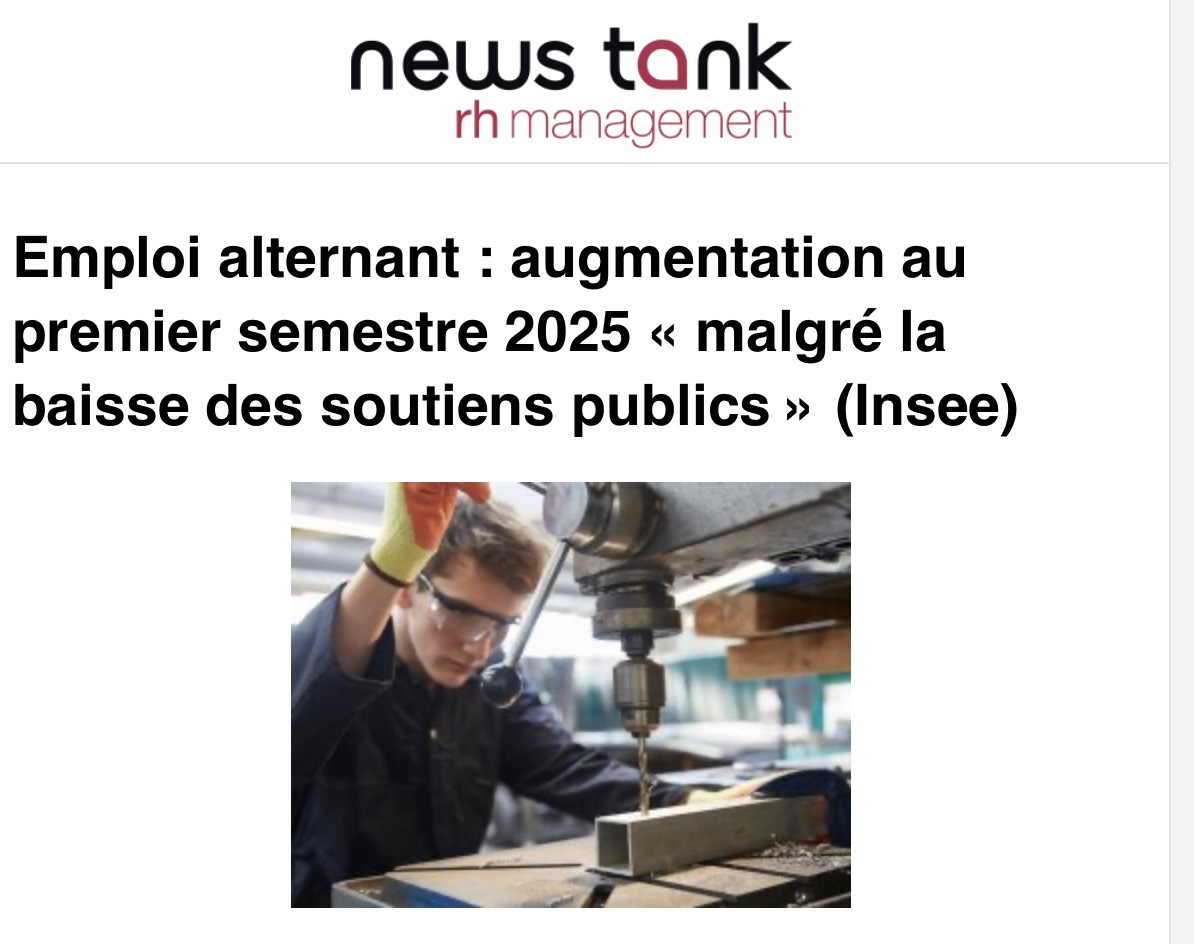 news tank
rh management
Emploi alternant : augmentation au
premier semestre 2025 « malgré la
baisse des soutiens publics » (Insee)